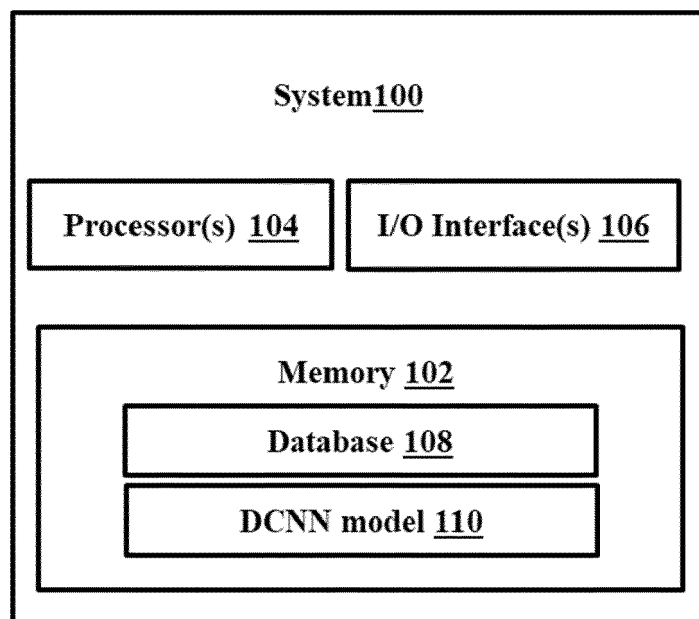 System100
Processor(s) 104
I/O Interface(s) 106
Memory 102
Database 108
DCNN model 110